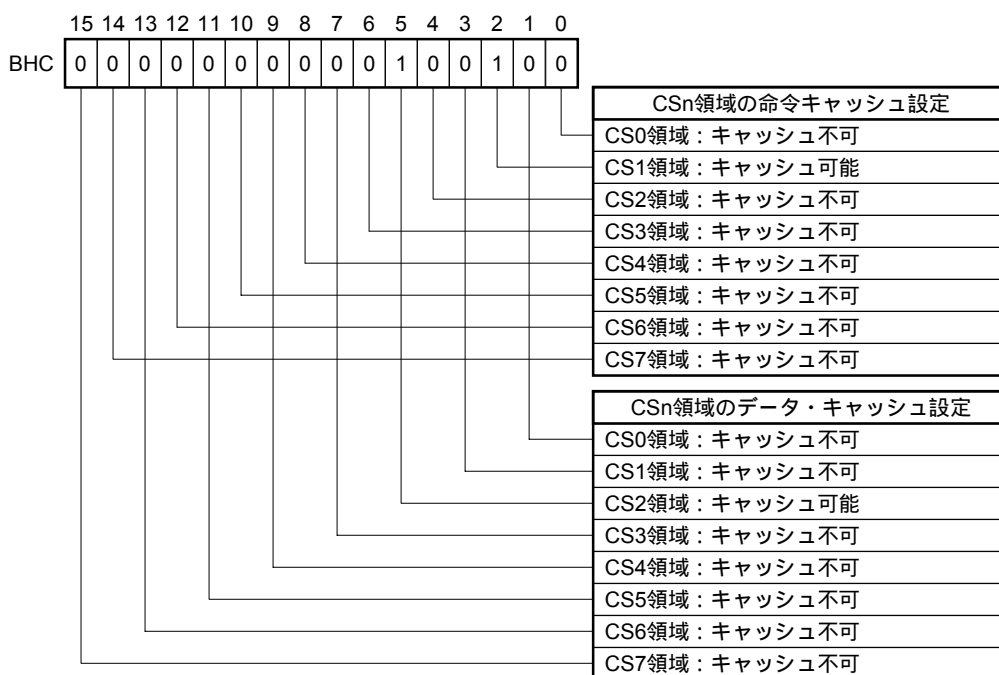 15 14 13 12 11 10 9 8 7 6 5 4 3 2 1 0
BHC 0 0 0 0 0 0 0 0 0 0 1 0 0 1 0 0
CSn領域の命令キャッシュ設定
CS0領域：キャッシュ不可
CS1領域：キャッシュ可能
CS2領域：キャッシュ不可
CS3領域：キャッシュ不可
CS4領域：キャッシュ不可
CS5領域：キャッシュ不可
CS6領域：キャッシュ不可
CS7領域：キャッシュ不可
CSn領域のデータ・キャッシュ設定
CS0領域：キャッシュ不可
CS1領域：キャッシュ不可
CS2領域：キャッシュ可能
CS3領域：キャッシュ不可
CS4領域：キャッシュ不可
CS5領域：キャッシュ不可
CS6領域：キャッシュ不可
CS7領域：キャッシュ不可